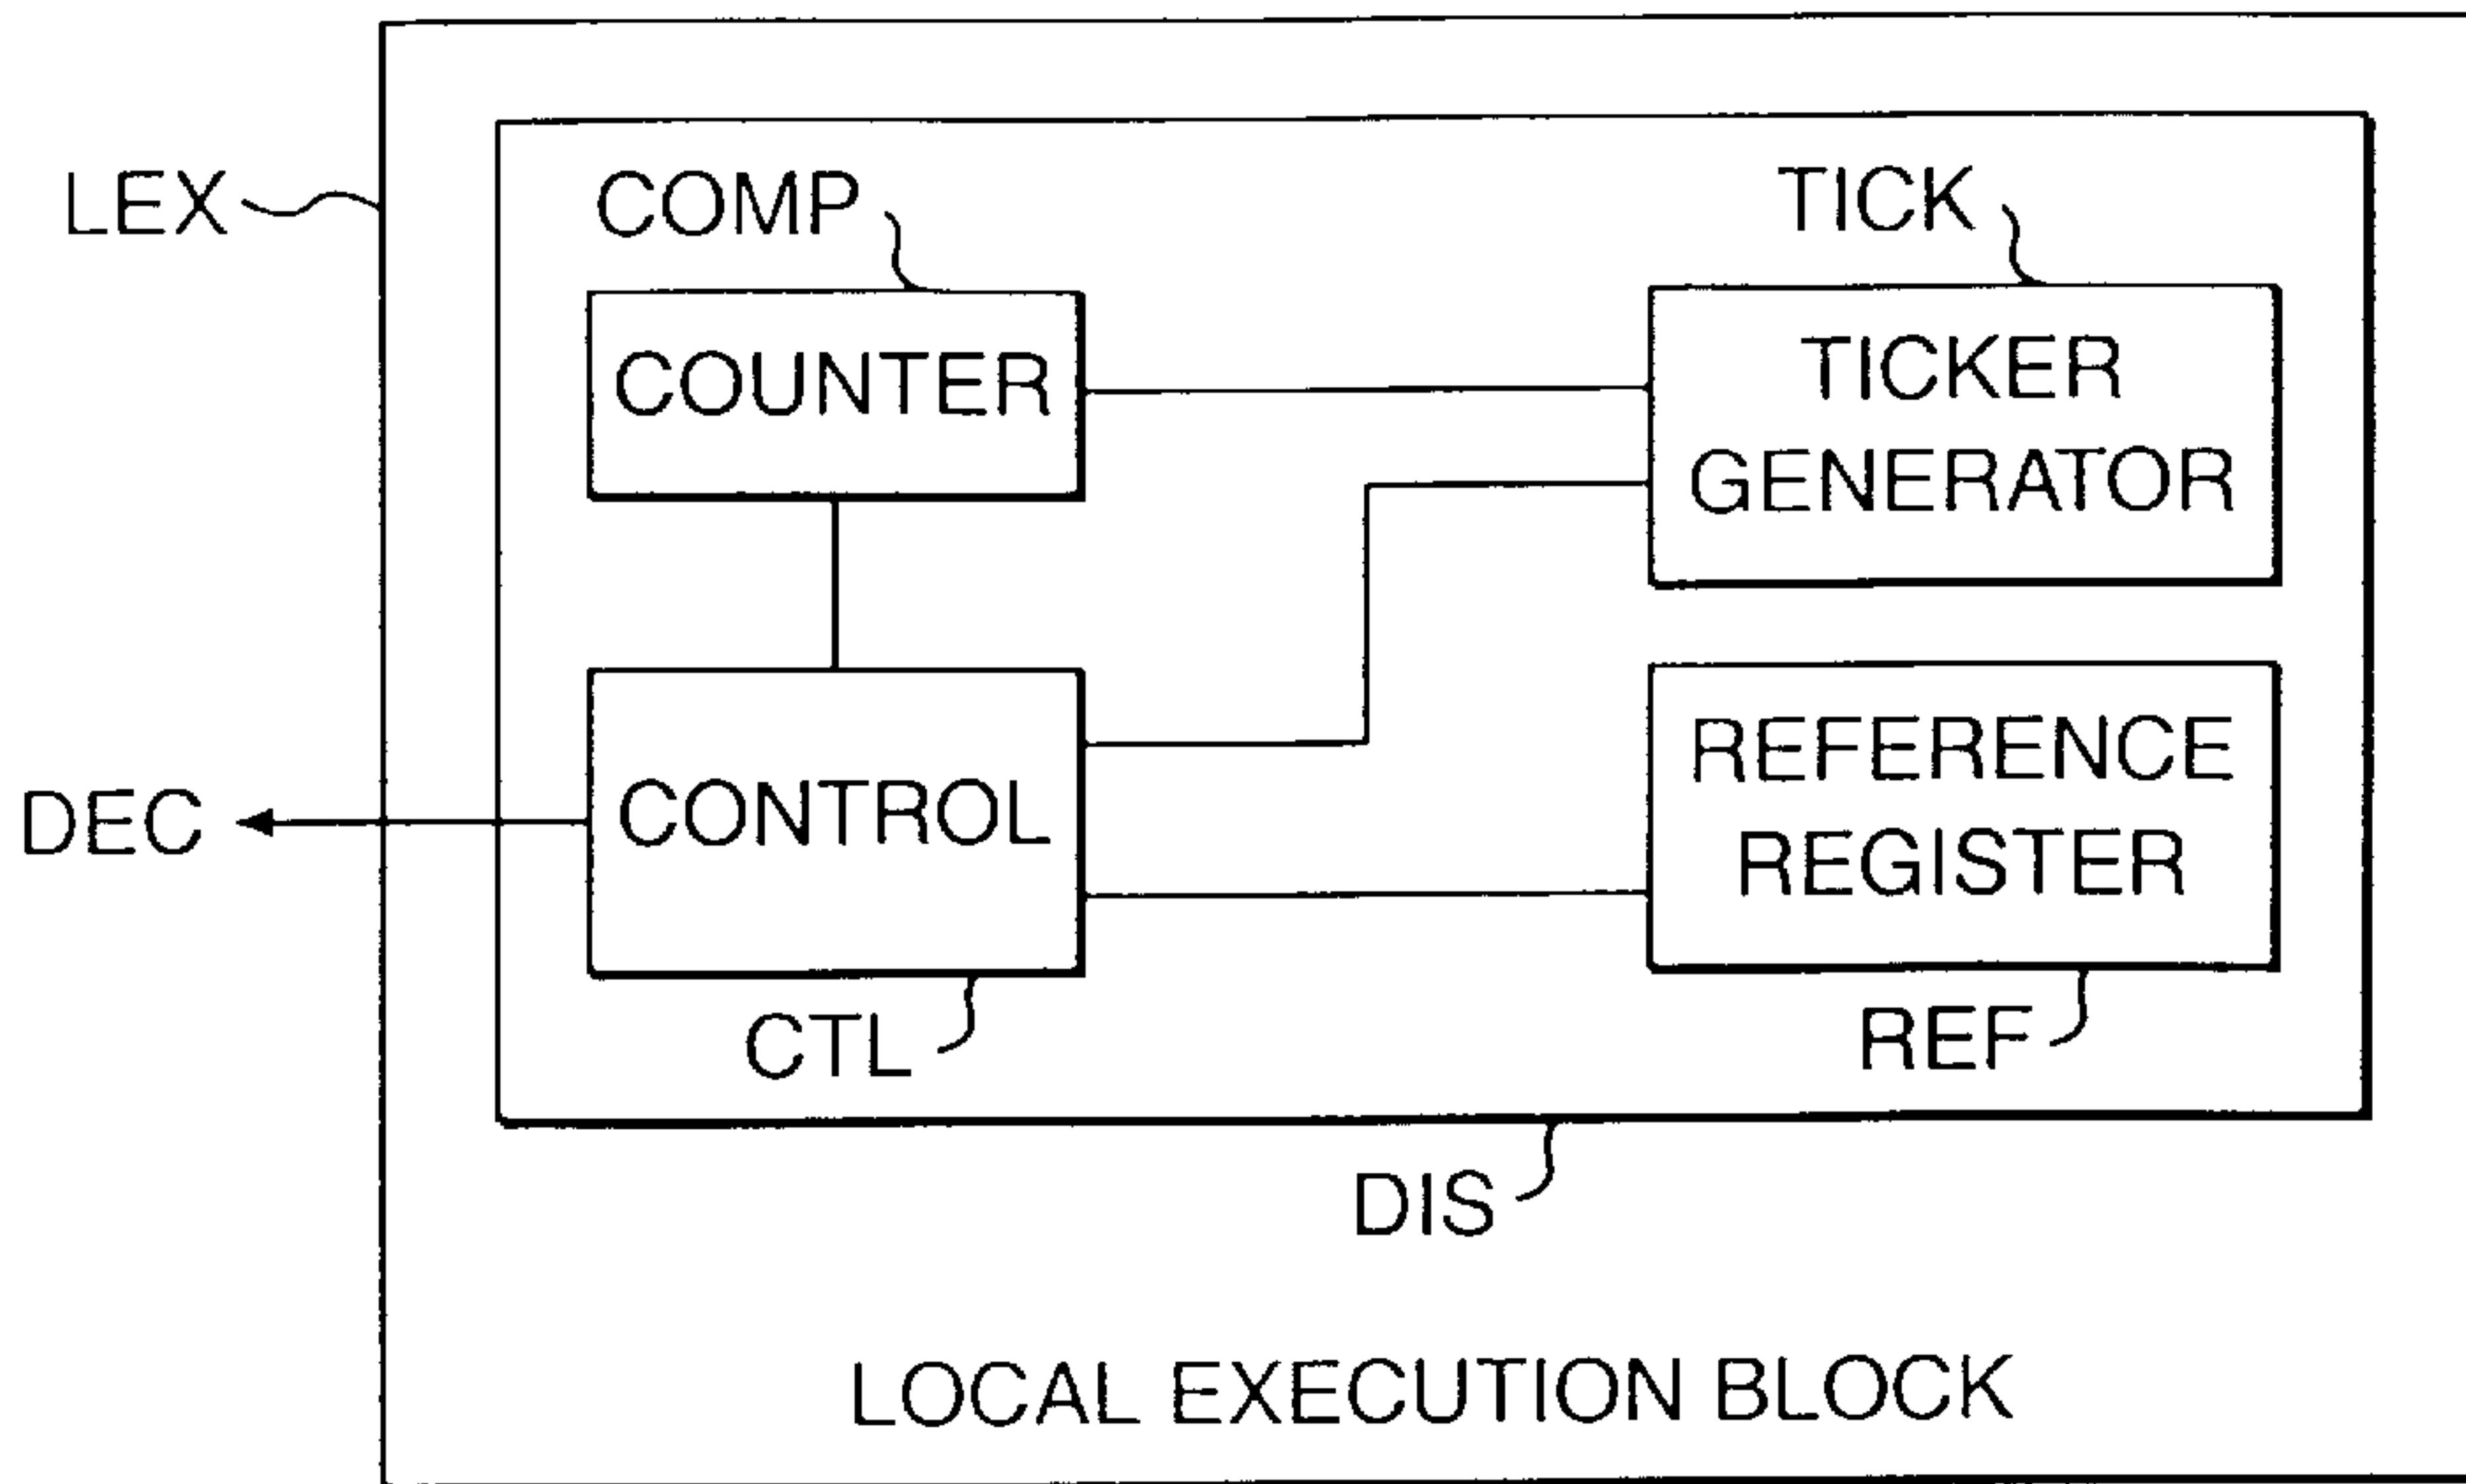 LEX
COMP
TICK
COUNTER
TICKER
GENERATOR
DEC
CONTROL
REFERENCE
REGISTER
CTL
REF
DIS
LOCAL EXECUTION BLOCK